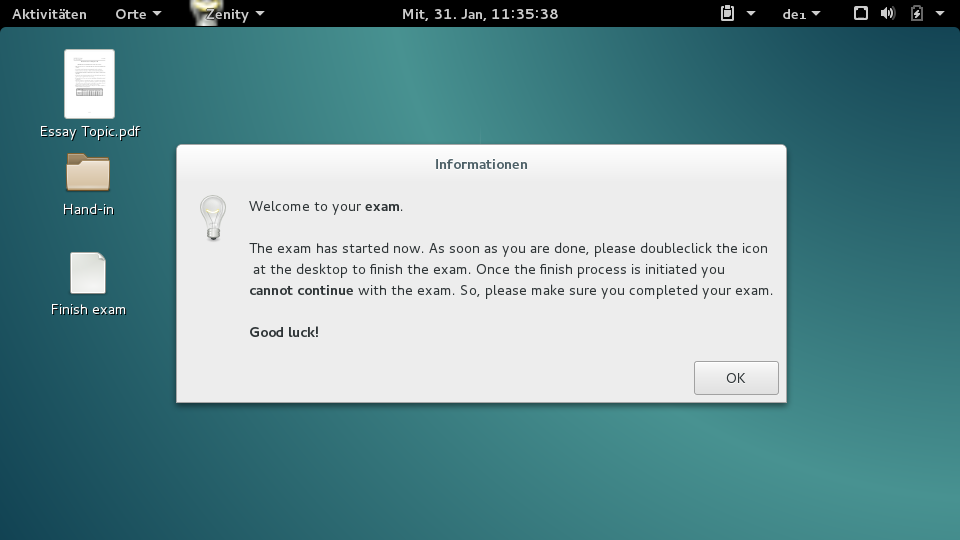 Aktivitäten Orte Zenity Mit, 31. Jan, 11:35:38 de1
Essay Topic.pdf
Hand-in
Finish exam
Informationen
Welcome to your exam.
The exam has started now. As soon as you are done, please doubleclick the icon
at the desktop to finish the exam. Once the finish process is initiated you
cannot continue with the exam. So, please make sure you completed your exam.
Good luck!
OK